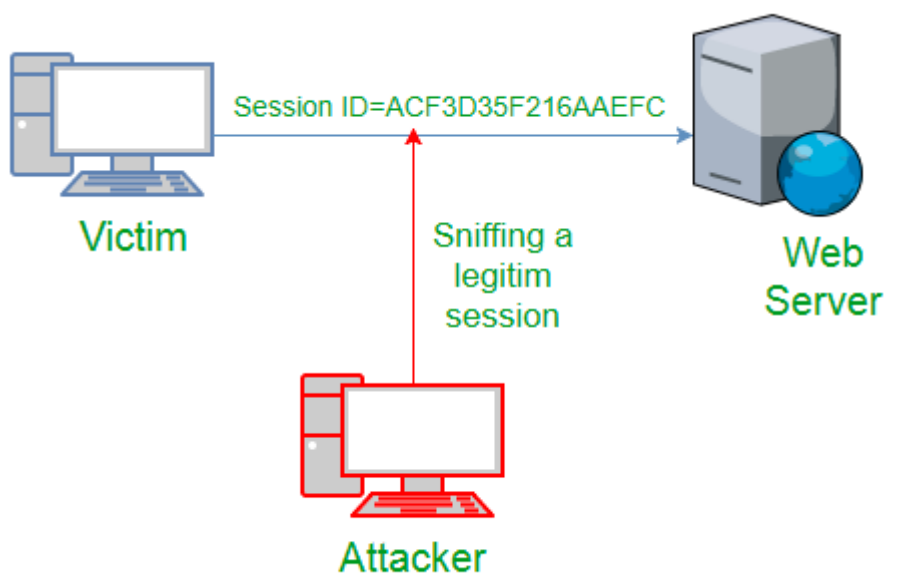 Session ID=ACF3D35F216AAEFC
Victim
Sniffing a
legitim
session
Web
Server
Attacker